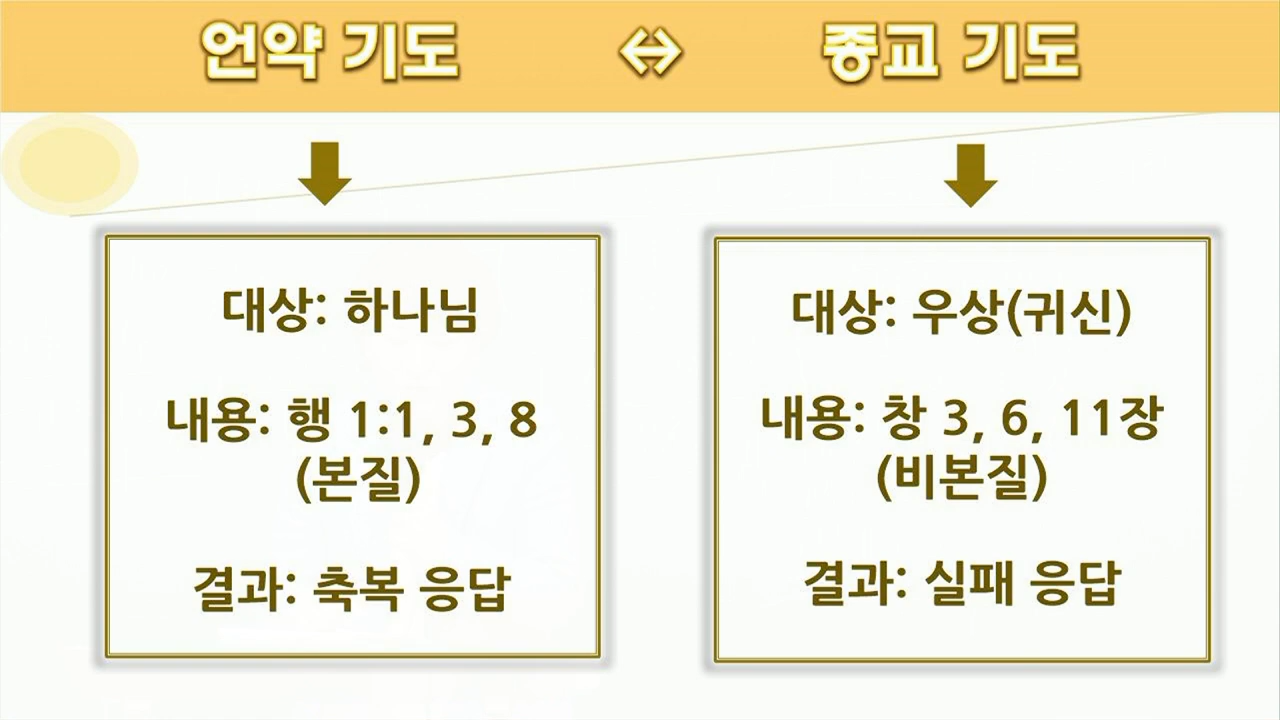 언약 기도 ↔ 종교 기도
대상: 하나님
내용: 행 1:1, 3, 8
(본질)
결과: 축복 응답
대상: 우상(귀신)
내용: 창 3, 6, 11장
(비본질)
결과: 실패 응답